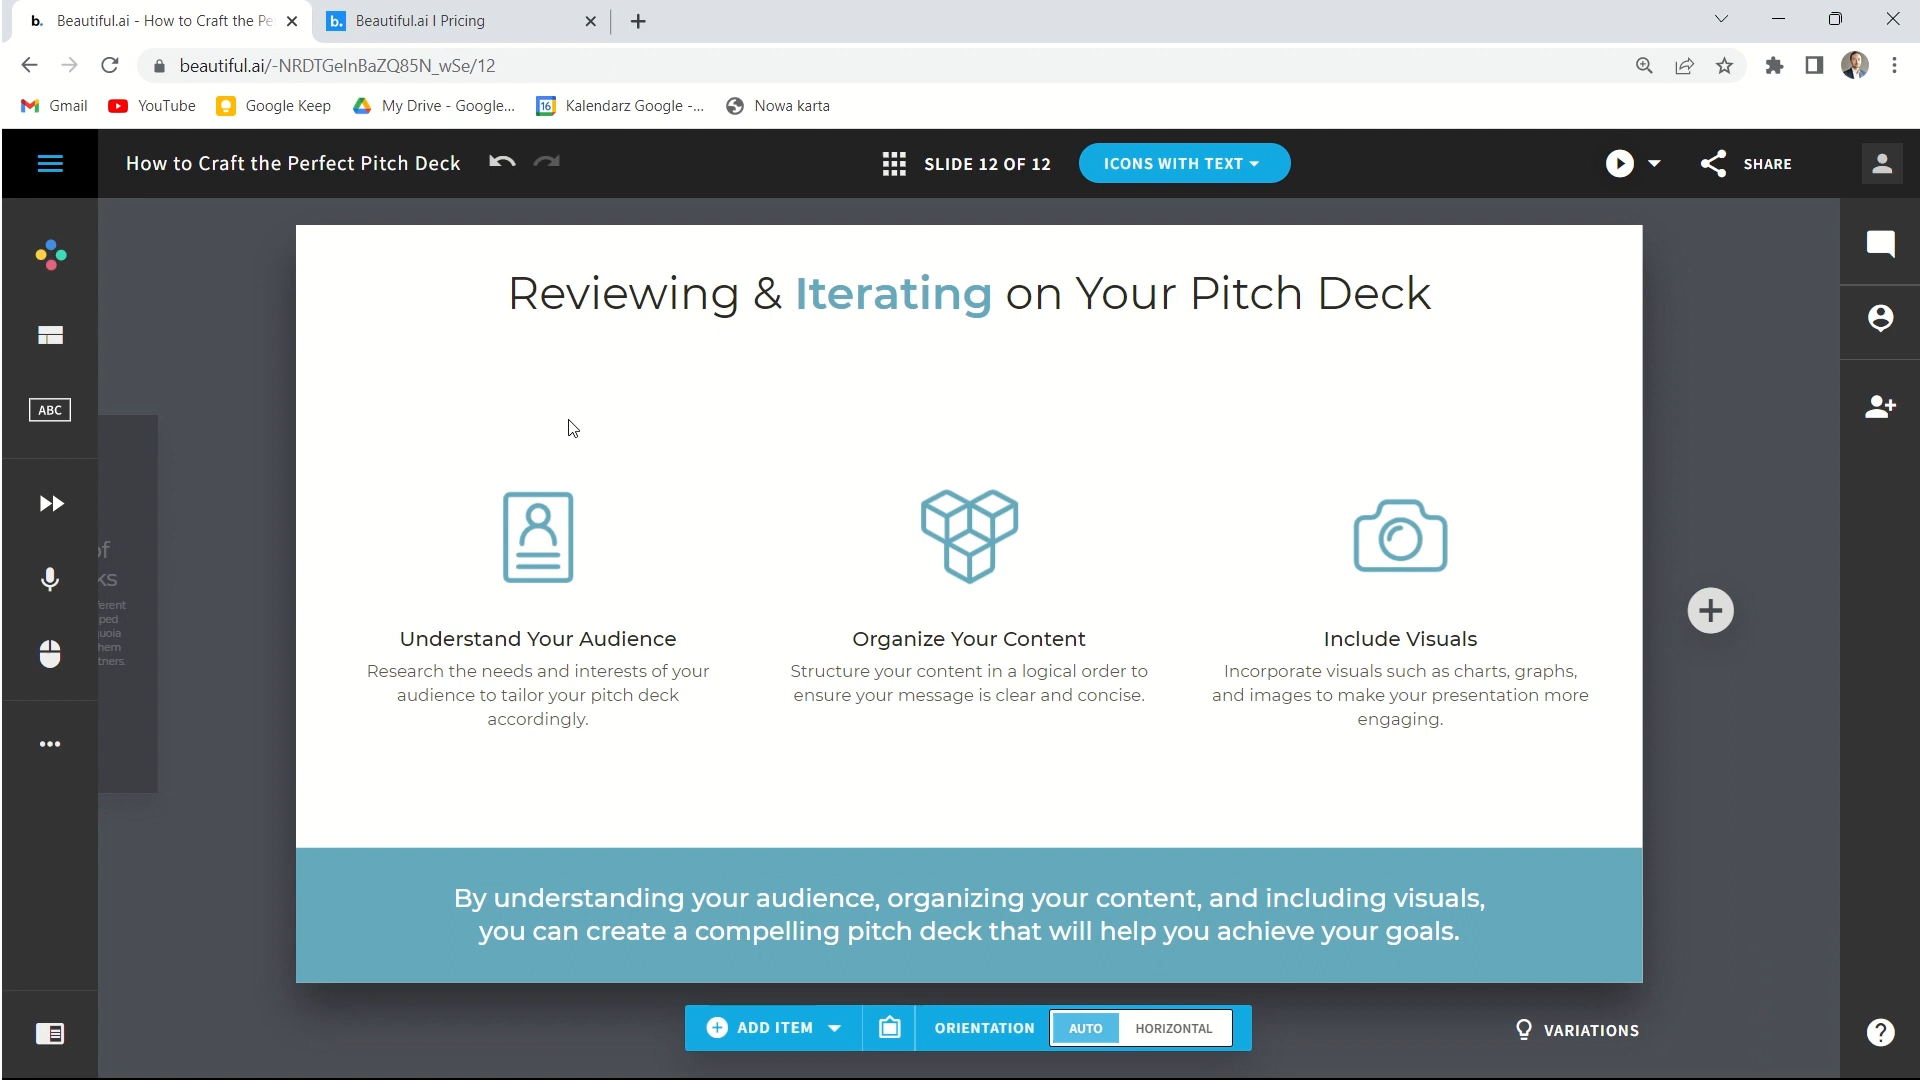 b. Beautiful.ai - How to Craft the Pe
b. Beautiful.ai | Pricing
beautiful.ai/-NRDTGelnBaZQ85N_wSe/12
Gmail
YouTube
Google Keep
My Drive - Google...
16 Kalendarz Google -...
Nowa karta
How to Craft the Perfect Pitch Deck
SLIDE 12 OF 12
ICONS WITH TEXT
SHARE
ABC
Reviewing & Iterating on Your Pitch Deck
Understand Your Audience
Research the needs and interests of your
audience to tailor your pitch deck
accordingly.
Organize Your Content
Structure your content in a logical order to
ensure your message is clear and concise.
Include Visuals
Incorporate visuals such as charts, graphs,
and images to make your presentation more
engaging.
By understanding your audience, organizing your content, and including visuals,
you can create a compelling pitch deck that will help you achieve your goals.
ADD ITEM
ORIENTATION
AUTO
HORIZONTAL
VARIATIONS